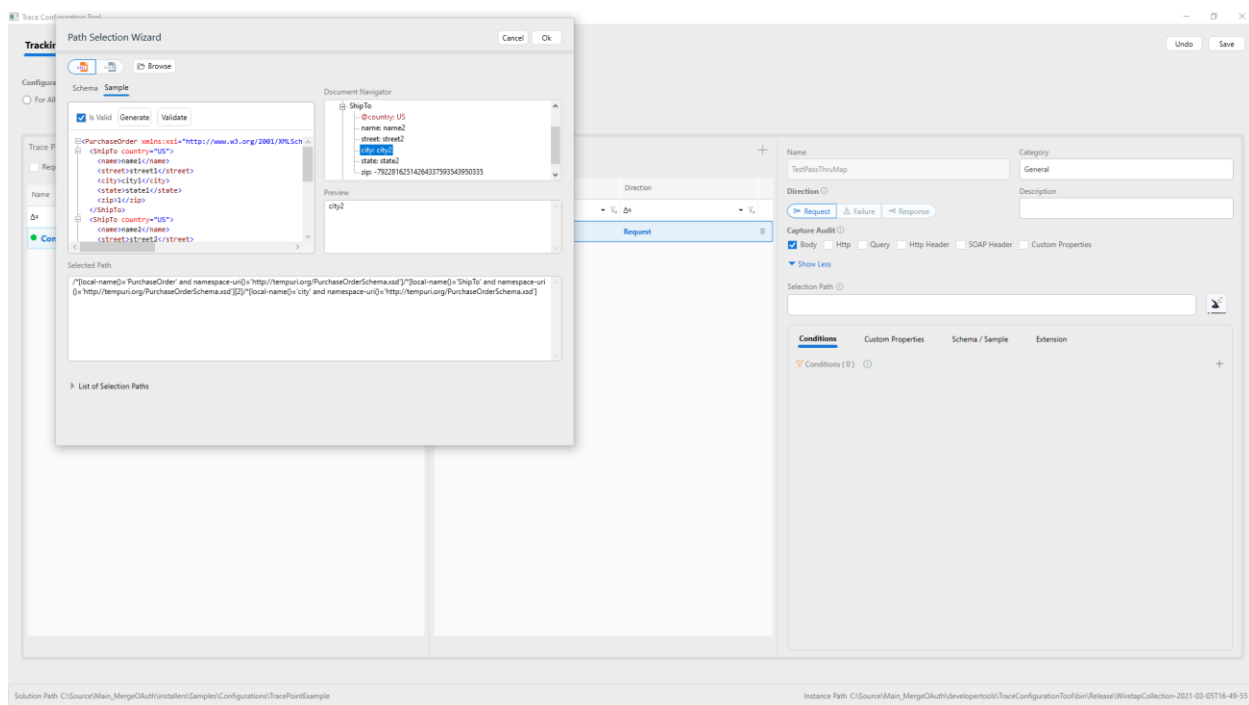 Trace Configuration Tool
Path Selection Wizard
Cancel Ok
Trackin
Undo Save
Browse
Configura
For All
Schema Sample
Document Navigator
Is Valid Generate Validate
ShipTo
@country: US
name: name2
street: street2
city: city2
state: state2
zip: -79228162514264337593543950335
<PurchaseOrder xmlns:xsi="http://www.w3.org/2001/XMLSch
<ShipTo country="US">
<name>name1</name>
<street>street1</street>
<city>city1</city>
<state>state1</state>
<zip>1</zip>
</ShipTo>
<ShipTo country="US">
<name>name2</name>
<street>street2</street>
Preview
city2
Selected Path
/*[local-name()='PurchaseOrder' and namespace-uri()='http://tempuri.org/PurchaseOrderSchema.xsd']/*[local-name()='ShipTo' and namespace-uri
()='http://tempuri.org/PurchaseOrderSchema.xsd'][2]/*[local-name()='city' and namespace-uri()='http://tempuri.org/PurchaseOrderSchema.xsd']
List of Selection Paths
Trace P
Req
Name
Con
Direction
Request
Name
Category
TestPassThruMap
General
Direction
Description
Request Failure Response
Capture Audit
Body Http Query Http Header SOAP Header Custom Properties
Show Less
Selection Path
Conditions Custom Properties Schema / Sample Extension
Conditions ( 0 )
Solution Path C:\Source\Main_MergeOAuth\installers\Samples\Configurations\TracePointExample
Instance Path C:\Source\Main_MergeOAuth\developertools\TraceConfigurationTool\bin\Release\WiretapCollection-2021-03-05T16-49-55